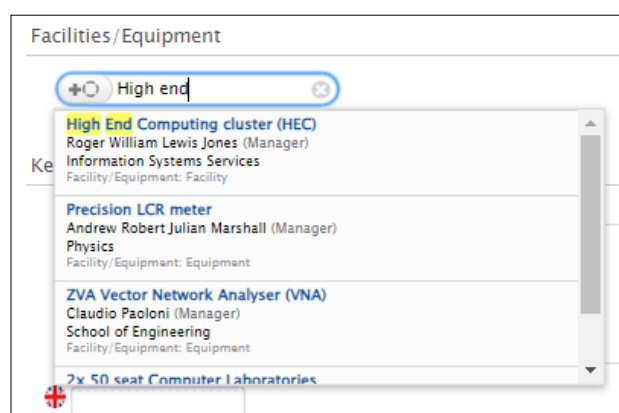 Facilities/Equipment
High end
High End Computing cluster (HEC)
Roger William Lewis Jones (Manager)
Information Systems Services
Ke
Facility/Equipment: Facility
Precision LCR meter
Andrew Robert Julian Marshall (Manager)
Physics
Facility/Equipment: Equipment
ZVA Vector Network Analyser (VNA)
Claudio Paoloni (Manager)
School of Engineering
Facility/Equipment: Equipment
2x 50 seat Computer Laboratories